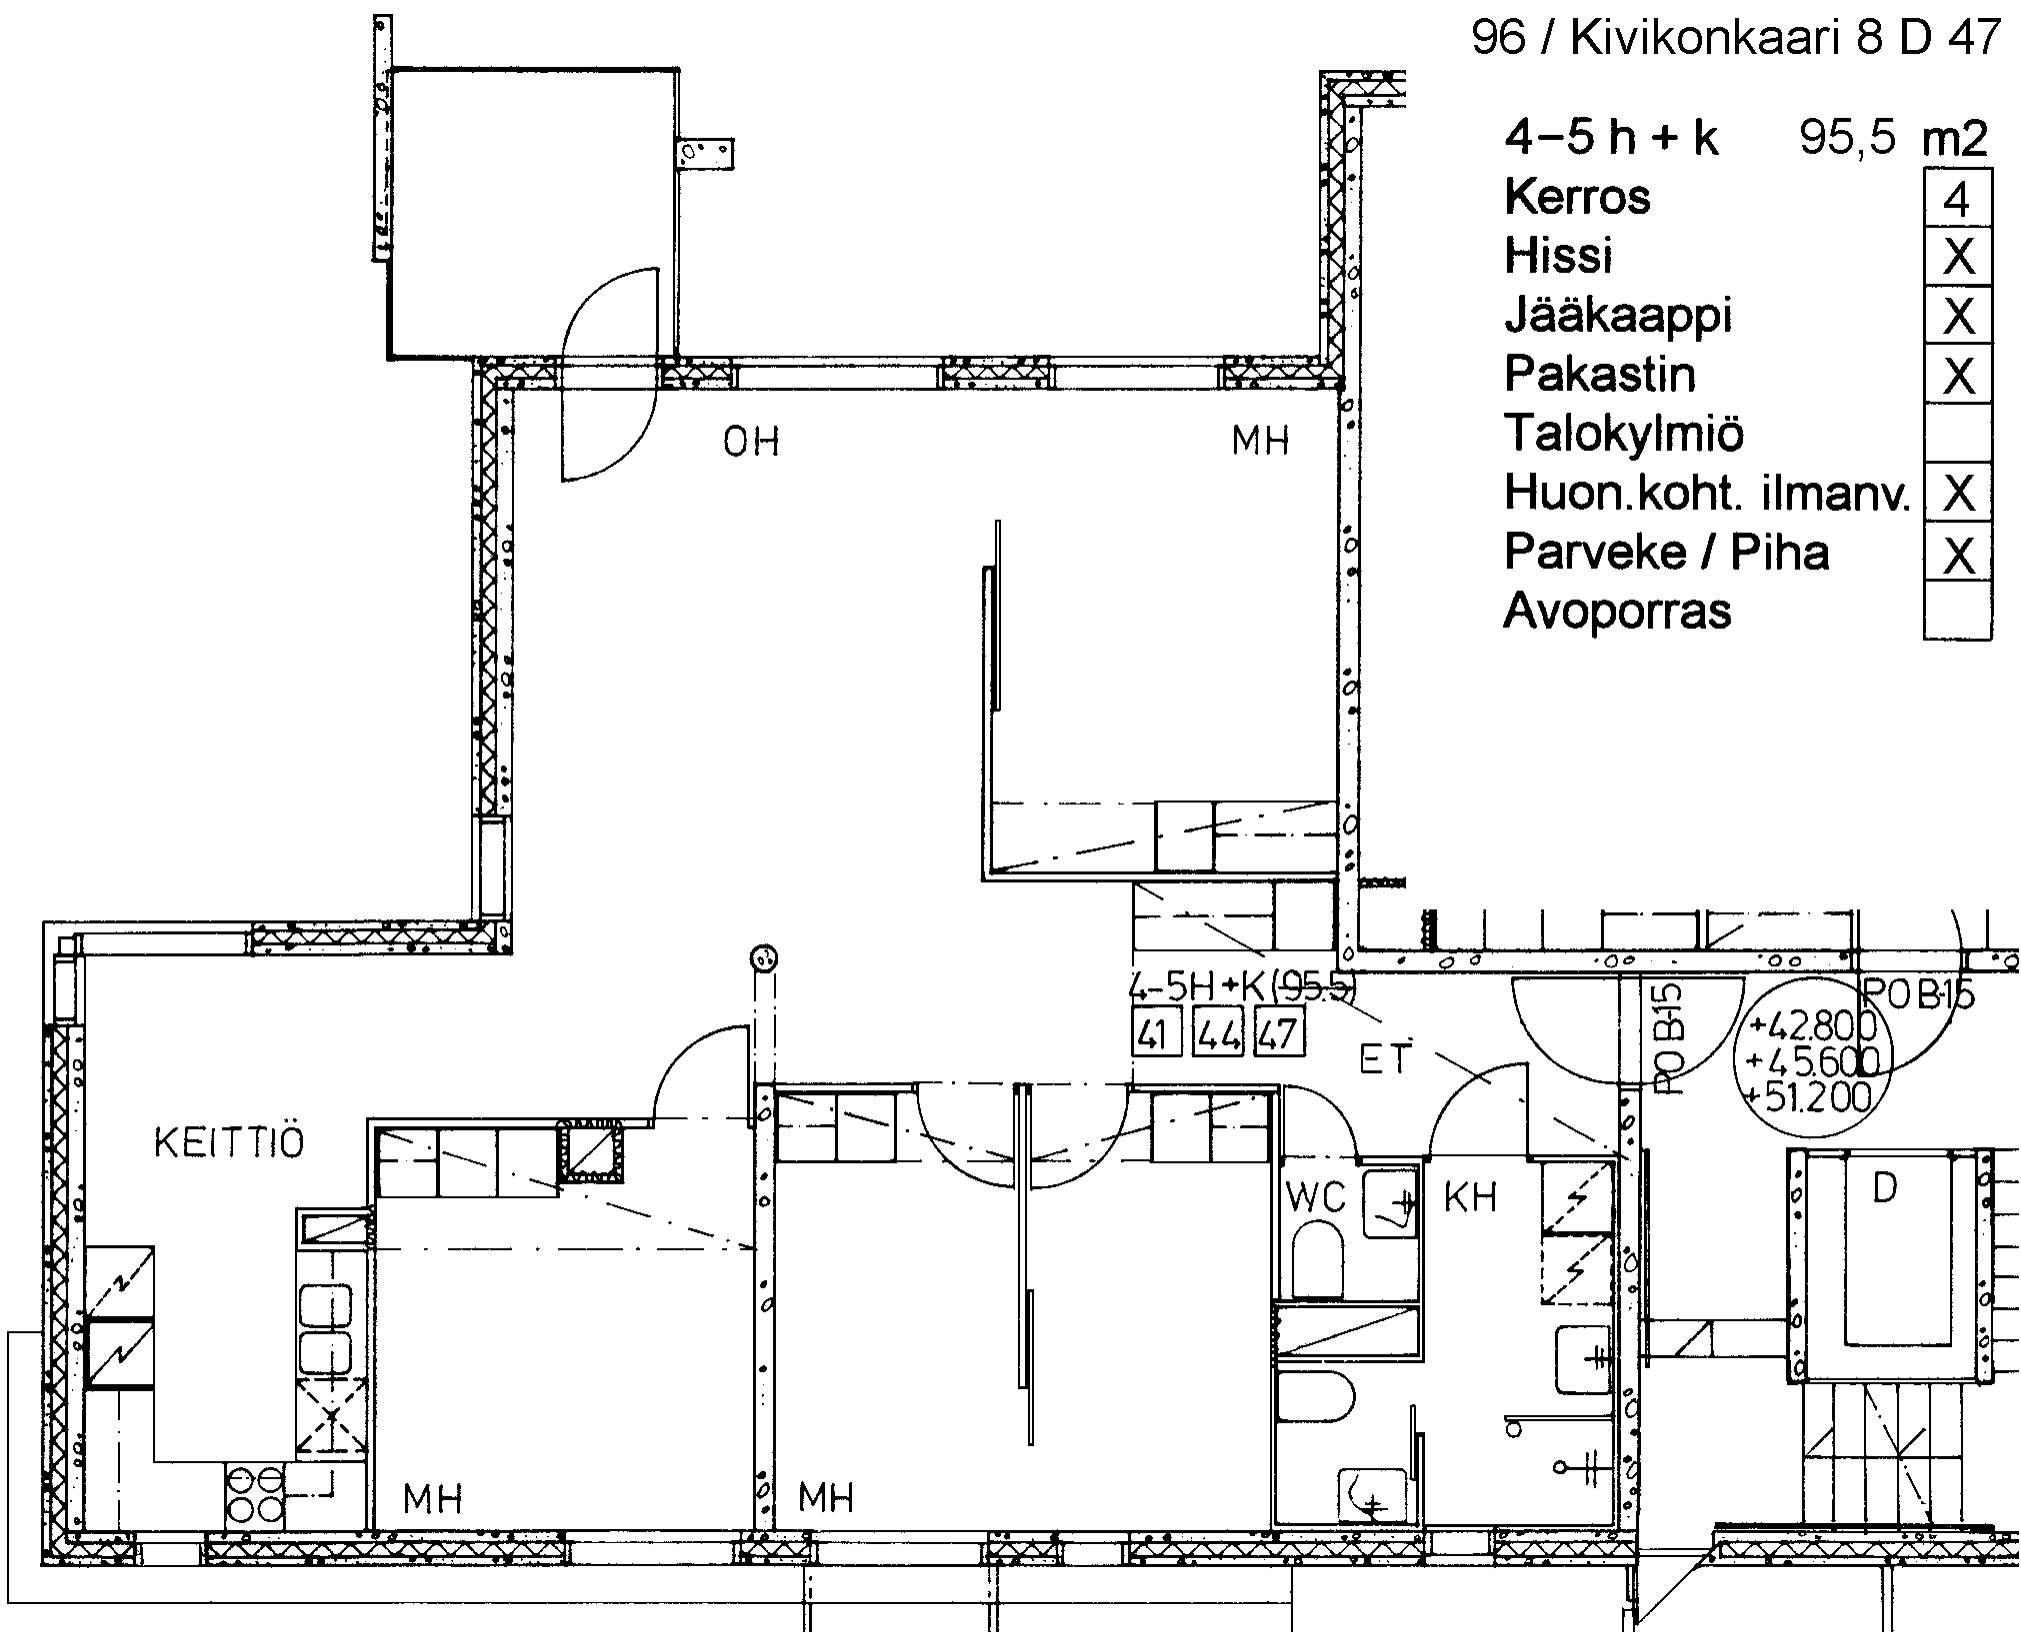 96 / Kivikonkaari 8 D 47
4–5 h + k 95,5 m2
Kerros 4
Hissi X
Jääkaappi X
Pakastin X
Talokylmiö
Huon.koht. ilmanv. X
Parveke / Piha X
Avoporras
OH
MH
4-5H+K (95.5)
41 44 47
ET
PO B-15
PO B-15
+42.800
+45.600
+51.200
KEITTIÖ
WC
KH
D
MH
MH